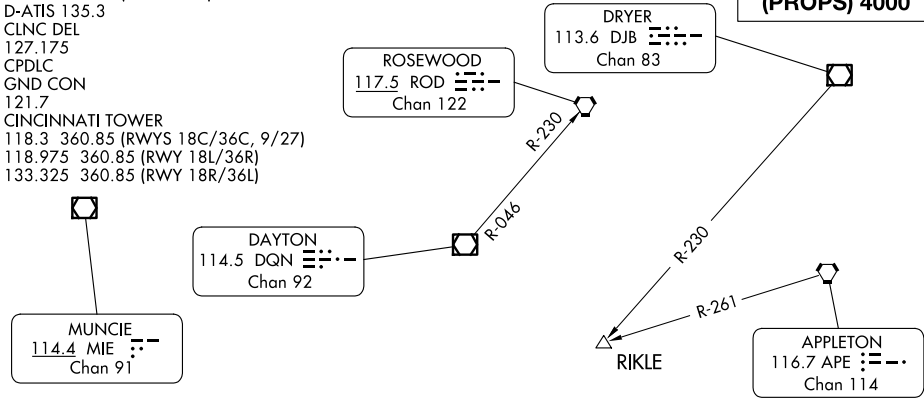 D-ATIS 135.3
CLNC DEL
127.175
CPDLC
GND CON
121.7
CINCINNATI TOWER
118.3 360.85 (RWYS 18C/36C, 9/27)
118.975 360.85 (RWY 18L/36R)
133.325 360.85 (RWY 18R/36L)
(PROPS) 4000
DRYER
113.6 DJB
Chan 83
ROSEWOOD
117.5 ROD
Chan 122
R-230
R-046
DAYTON
114.5 DQN
Chan 92
R-230
R-261
MUNCIE
114.4 MIE
Chan 91
RIKLE
APPLETON
116.7 APE
Chan 114